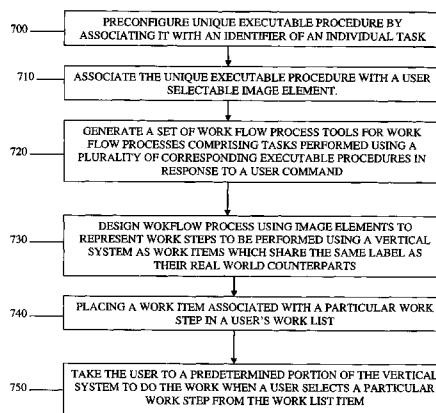 700
PRECONFIGURE UNIQUE EXECUTABLE PROCEDURE BY
ASSOCIATING IT WITH AN IDENTIFIER OF AN INDIVIDUAL TASK
710
ASSOCIATE THE UNIQUE EXECUTABLE PROCEDURE WITH A USER
SELECTABLE IMAGE ELEMENT.
720
GENERATE A SET OF WORK FLOW PROCESS TOOLS FOR WORK
FLOW PROCESSES COMPRISING TASKS PERFORMED USING A
PLURALITY OF CORRESPONDING EXECUTABLE PROCEDURES IN
RESPONSE TO A USER COMMAND
730
DESIGN WOKFLOW PROCESS USING IMAGE ELEMENTS TO
REPRESENT WORK STEPS TO BE PERFORMED USING A VERTICAL
SYSTEM AS WORK ITEMS WHICH SHARE THE SAME LABEL AS
THEIR REAL WORLD COUNTERPARTS
740
PLACING A WORK ITEM ASSOCIATED WITH A PARTICULAR WORK
STEP IN A USER'S WORK LIST
750
TAKE THE USER TO A PREDETERMINED PORTION OF THE VERTICAL
SYSTEM TO DO THE WORK WHEN A USER SELECTS A PARTICULAR
WORK STEP FROM THE WORK LIST ITEM